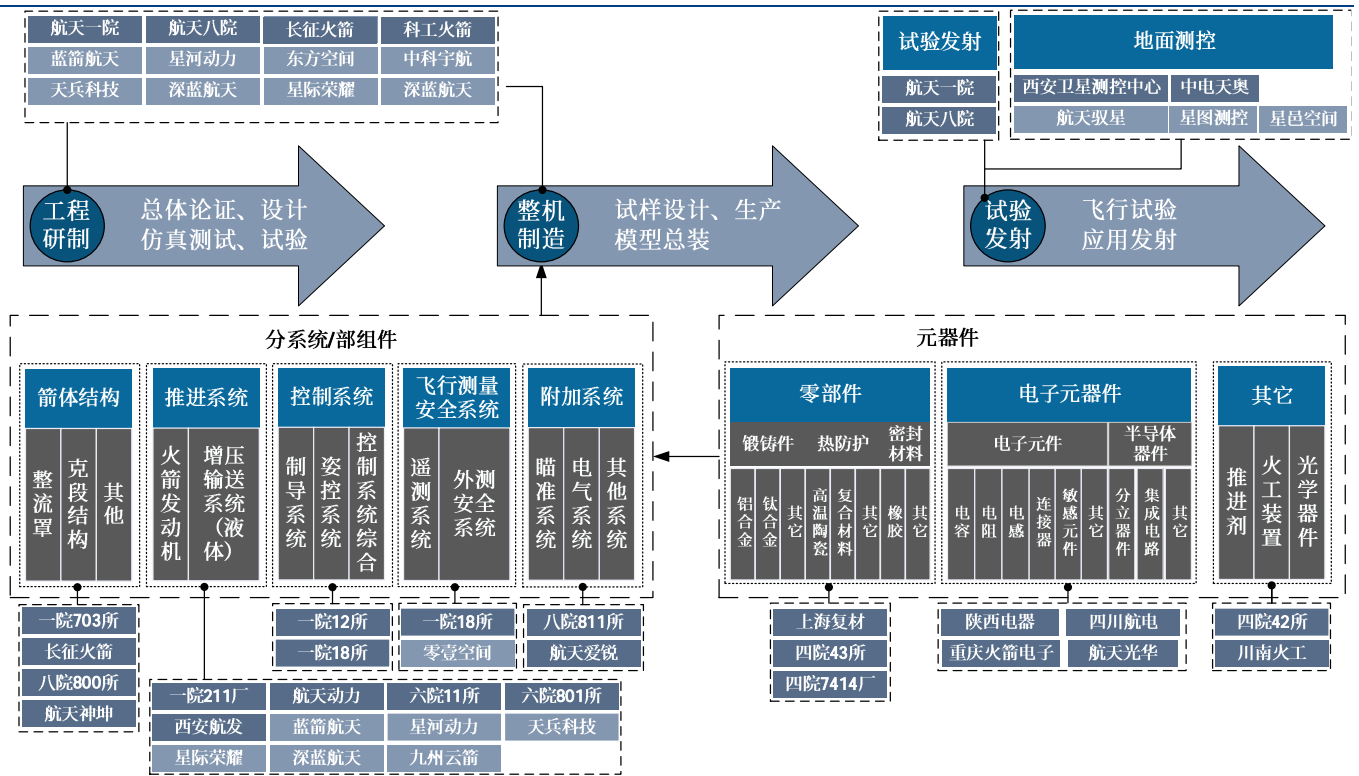 航天一院 航天八院 长征火箭 科工火箭
蓝箭航天 星河动力 东方空间 中科宇航
天兵科技 深蓝航天 星际荣耀 深蓝航天
试验发射
航天一院
航天八院
地面测控
西安卫星测控中心 中电天奥
航天驭星 星图测控 星邑空间
工程
研制
总体论证、设计
仿真测试、试验
整机
制造
试样设计、生产
模型总装
试验
发射
飞行试验
应用发射
分系统/部组件
箭体结构
整流罩
克段结构
其他
推进系统
火箭发动机
增压
输送
系统
（液
体）
控制系统
制导系统
姿控系统
控制系统综合
飞行测量
安全系统
遥测系统
外测
安全
系统
附加系统
瞄准系统
电气系统
其他系统
元器件
零部件
锻铸件 热防护 密封
材料
铝合金
钛合金
其它
高温陶瓷
复合材料
其它
橡胶
其它
电子元器件
电子元件 半导体
器件
电容
电阻
电感
连接器
敏感元件
其它
分立器件
集成电路
其它
其它
推进剂
火工装置
光学器件
一院703所
长征火箭
八院800所
航天神坤
一院12所
一院18所
一院18所
零壹空间
八院811所
航天爱锐
一院211厂 航天动力 六院11所 六院801所
西安航发 蓝箭航天 星河动力 天兵科技
星际荣耀 深蓝航天 九州云箭
上海复材
四院43所
四院7414厂
陕西电器 四川航电
重庆火箭电子 航天光华
四院42所
川南火工